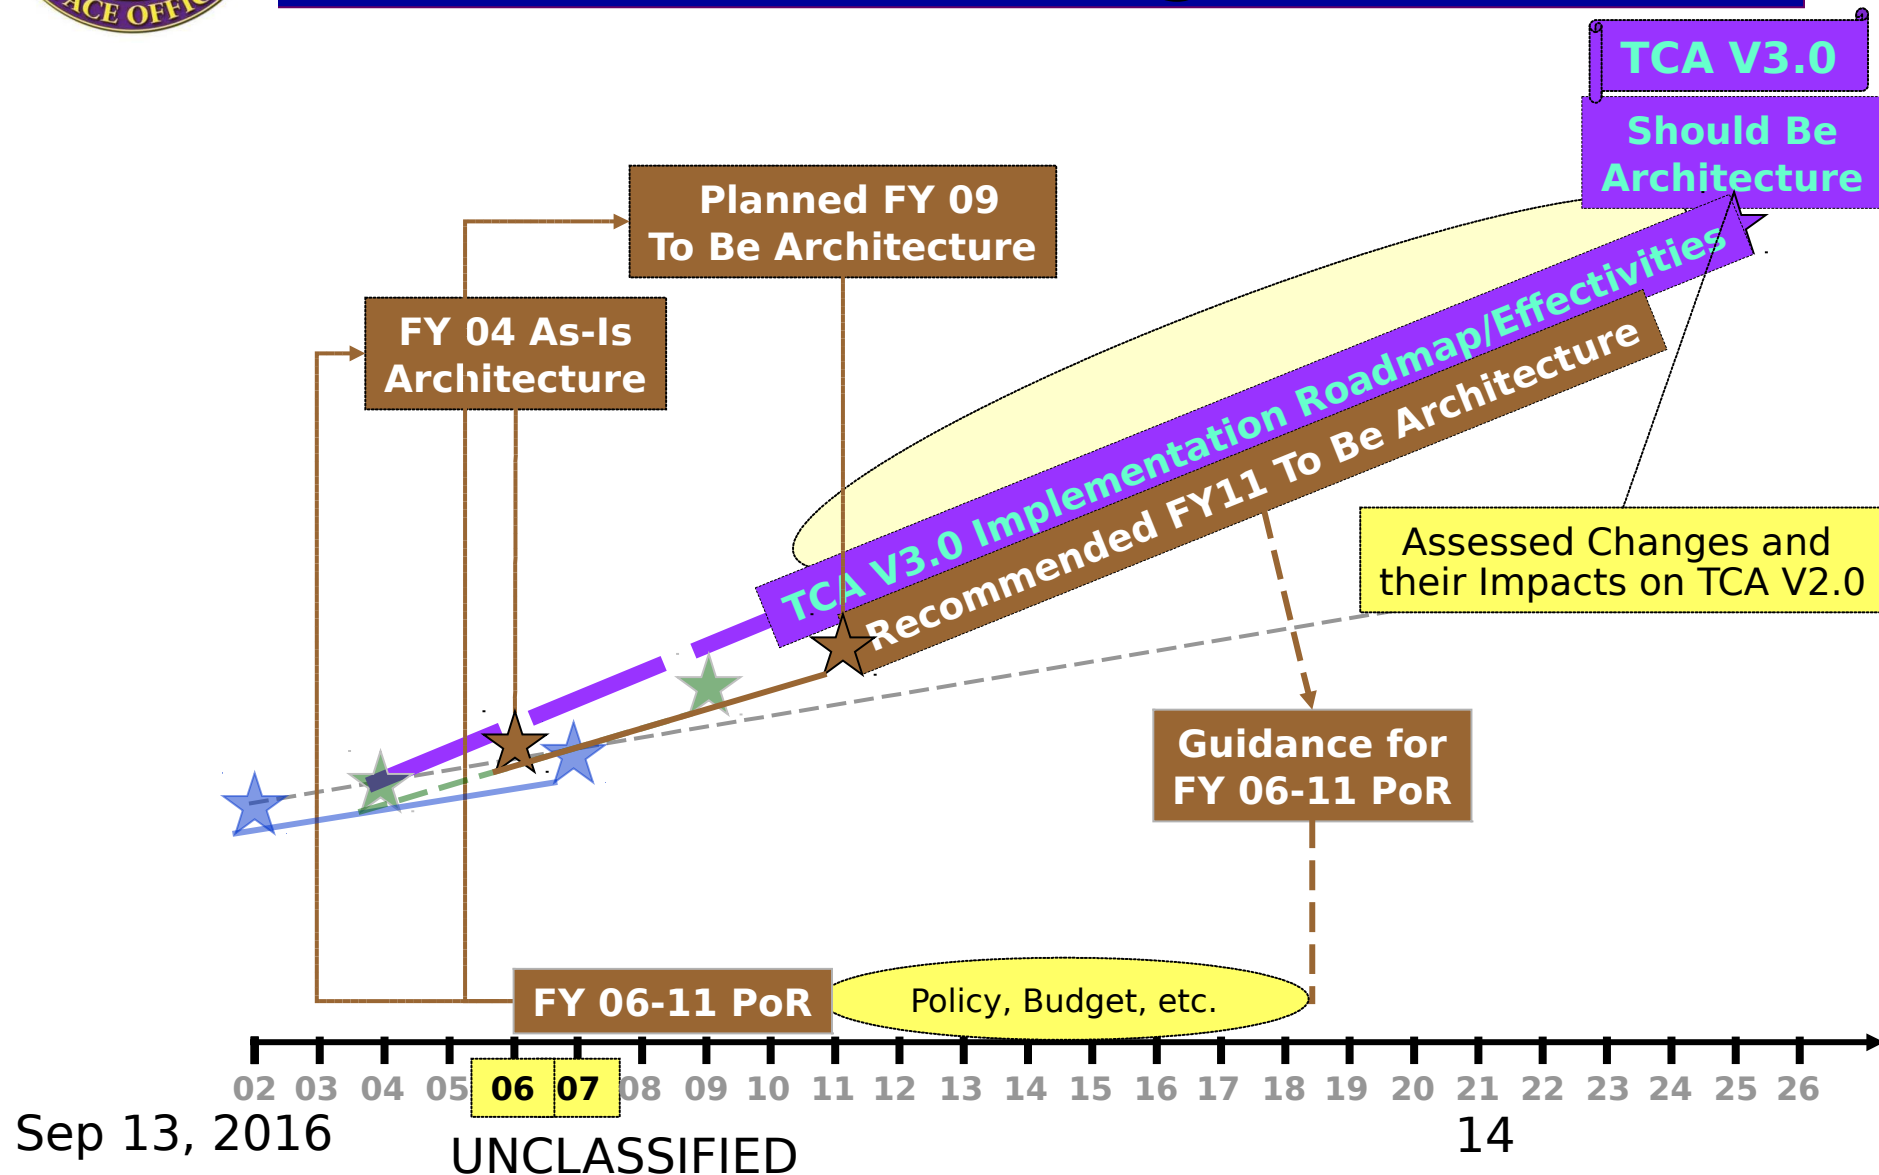 ACE OFFIC
TCA V3.0
Should Be
Architecture
Planned FY 09
To Be Architecture
FY 04 As-Is
Architecture
TCA V3.0 Implementation Roadmap/Effectivities
Recommended FY11 To Be Architecture
Assessed Changes and
their Impacts on TCA V2.0
Guidance for
FY 06-11 PoR
FY 06-11 PoR
Policy, Budget, etc.
02 03 04 05 06 07 08 09 10 11 12 13 14 15 16 17 18 19 20 21 22 23 24 25 26
Sep 13, 2016
UNCLASSIFIED
14